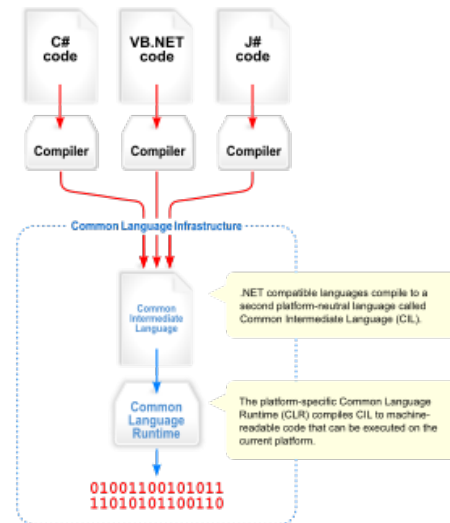 C#
code
VB.NET
code
J#
code
Compiler
Compiler
Compiler
Common Language Infrastructure
Common
Intermediate
Language
.NET compatible languages compile to a
second platform-neutral language called
Common Intermediate Language (CIL).
Common
Language
Runtime
The platform-specific Common Language
Runtime (CLR) compiles CIL to machine-
readable code that can be executed on the
current platform.
01001100101011
11010101100110